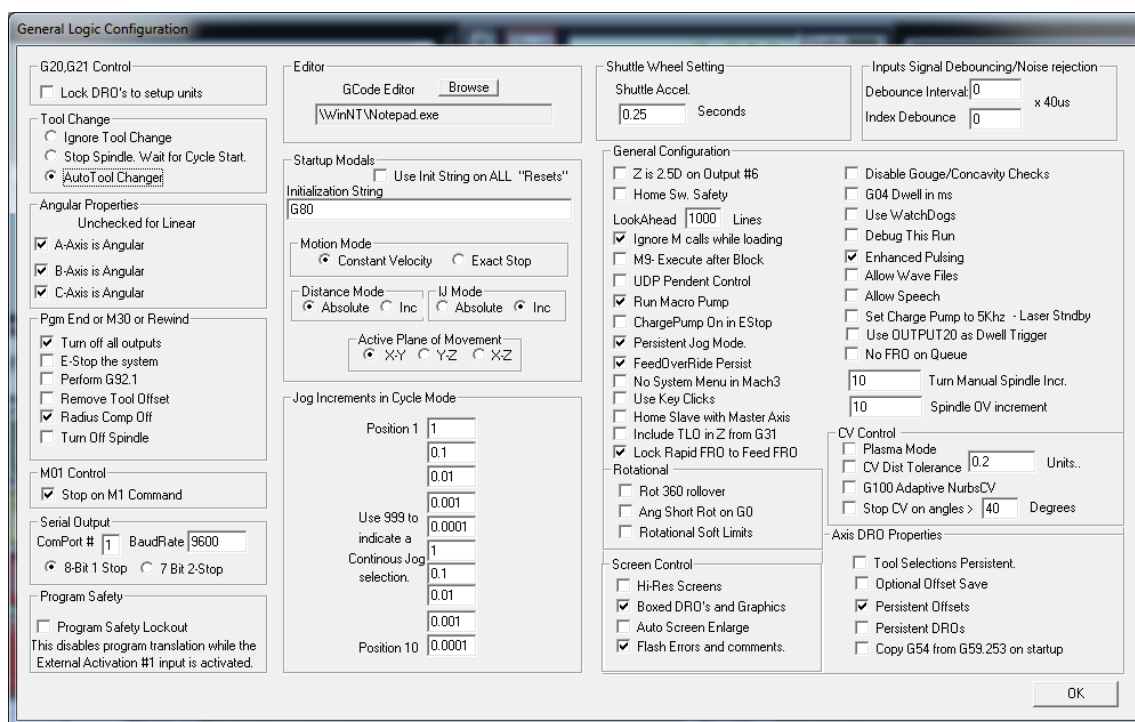 General Logic Configuration
G20,G21 Control
Lock DRO's to setup units
Tool Change
Ignore Tool Change
Stop Spindle. Wait for Cycle Start.
AutoTool Changer
Angular Properties
Unchecked for Linear
A-Axis is Angular
B-Axis is Angular
C-Axis is Angular
Pgm End or M30 or Rewind
Turn off all outputs
E-Stop the system
Perform G92.1
Remove Tool Offset
Radius Comp Off
Turn Off Spindle
M01 Control
Stop on M1 Command
Serial Output
ComPort # 1 BaudRate 9600
8-Bit 1 Stop 7 Bit 2-Stop
Program Safety
Program Safety Lockout
This disables program translation while the
External Activation #1 input is activated.
Editor
GCode Editor Browse
\WinNT\Notepad.exe
Startup Modals
Use Init String on ALL "Resets"
Initialization String
G80
Motion Mode
Constant Velocity Exact Stop
Distance Mode
Absolute Inc
IJ Mode
Absolute Inc
Active Plane of Movement
X-Y Y-Z X-Z
Jog Increments in Cycle Mode
Position 1 1
0.1
0.01
0.001
Use 999 to 0.0001
indicate a
Continous Jog 1
selection. 0.1
0.01
0.001
Position 10 0.0001
Shuttle Wheel Setting
Shuttle Accel.
0.25 Seconds
Inputs Signal Debouncing/Noise rejection
Debounce Interval: 0
x 40us
Index Debounce 0
General Configuration
Z is 2.5D on Output #6
Home Sw. Safety
LookAhead 1000 Lines
Ignore M calls while loading
M9- Execute after Block
UDP Pendent Control
Run Macro Pump
ChargePump On in EStop
Persistent Jog Mode.
FeedOverRide Persist
No System Menu in Mach3
Use Key Clicks
Home Slave with Master Axis
Include TLO in Z from G31
Lock Rapid FRO to Feed FRO
Disable Gouge/Concavity Checks
G04 Dwell in ms
Use WatchDogs
Debug This Run
Enhanced Pulsing
Allow Wave Files
Allow Speech
Set Charge Pump to 5Khz - Laser Stndby
Use OUTPUT20 as Dwell Trigger
No FRO on Queue
10 Turn Manual Spindle Incr.
10 Spindle OV increment
Rotational
Rot 360 rollover
Ang Short Rot on G0
Rotational Soft Limits
Screen Control
Hi-Res Screens
Boxed DRO's and Graphics
Auto Screen Enlarge
Flash Errors and comments.
CV Control
Plasma Mode
CV Dist Tolerance 0.2 Units..
G100 Adaptive NurbsCV
Stop CV on angles > 40 Degrees
Axis DRO Properties
Tool Selections Persistent.
Optional Offset Save
Persistent Offsets
Persistent DROs
Copy G54 from G59.253 on startup
OK